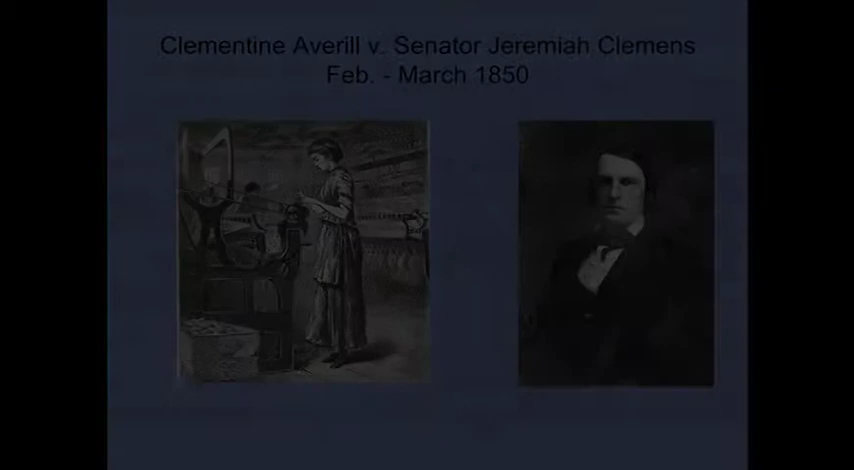 Clementine Averill v. Senator Jeremiah Clemens
Feb. - March 1850